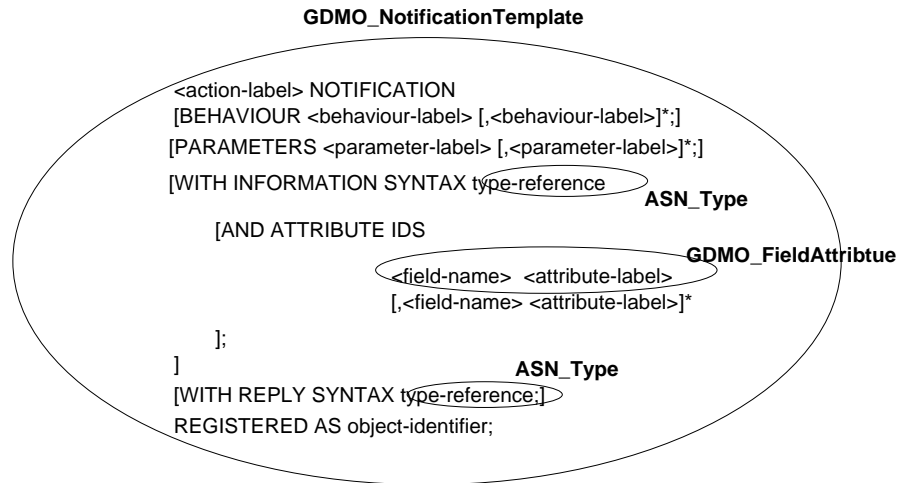 GDMO_NotificationTemplate
<action-label> NOTIFICATION
[BEHAVIOUR <behaviour-label> [,<behaviour-label>]*;]
[PARAMETERS <parameter-label> [,<parameter-label>]*;]
[WITH INFORMATION SYNTAX type-reference
ASN_Type
[AND ATTRIBUTE IDS
GDMO_FieldAttribtue
<field-name> <attribute-label>
[,<field-name> <attribute-label>]*
];
]
ASN_Type
[WITH REPLY SYNTAX type-reference;]
REGISTERED AS object-identifier;